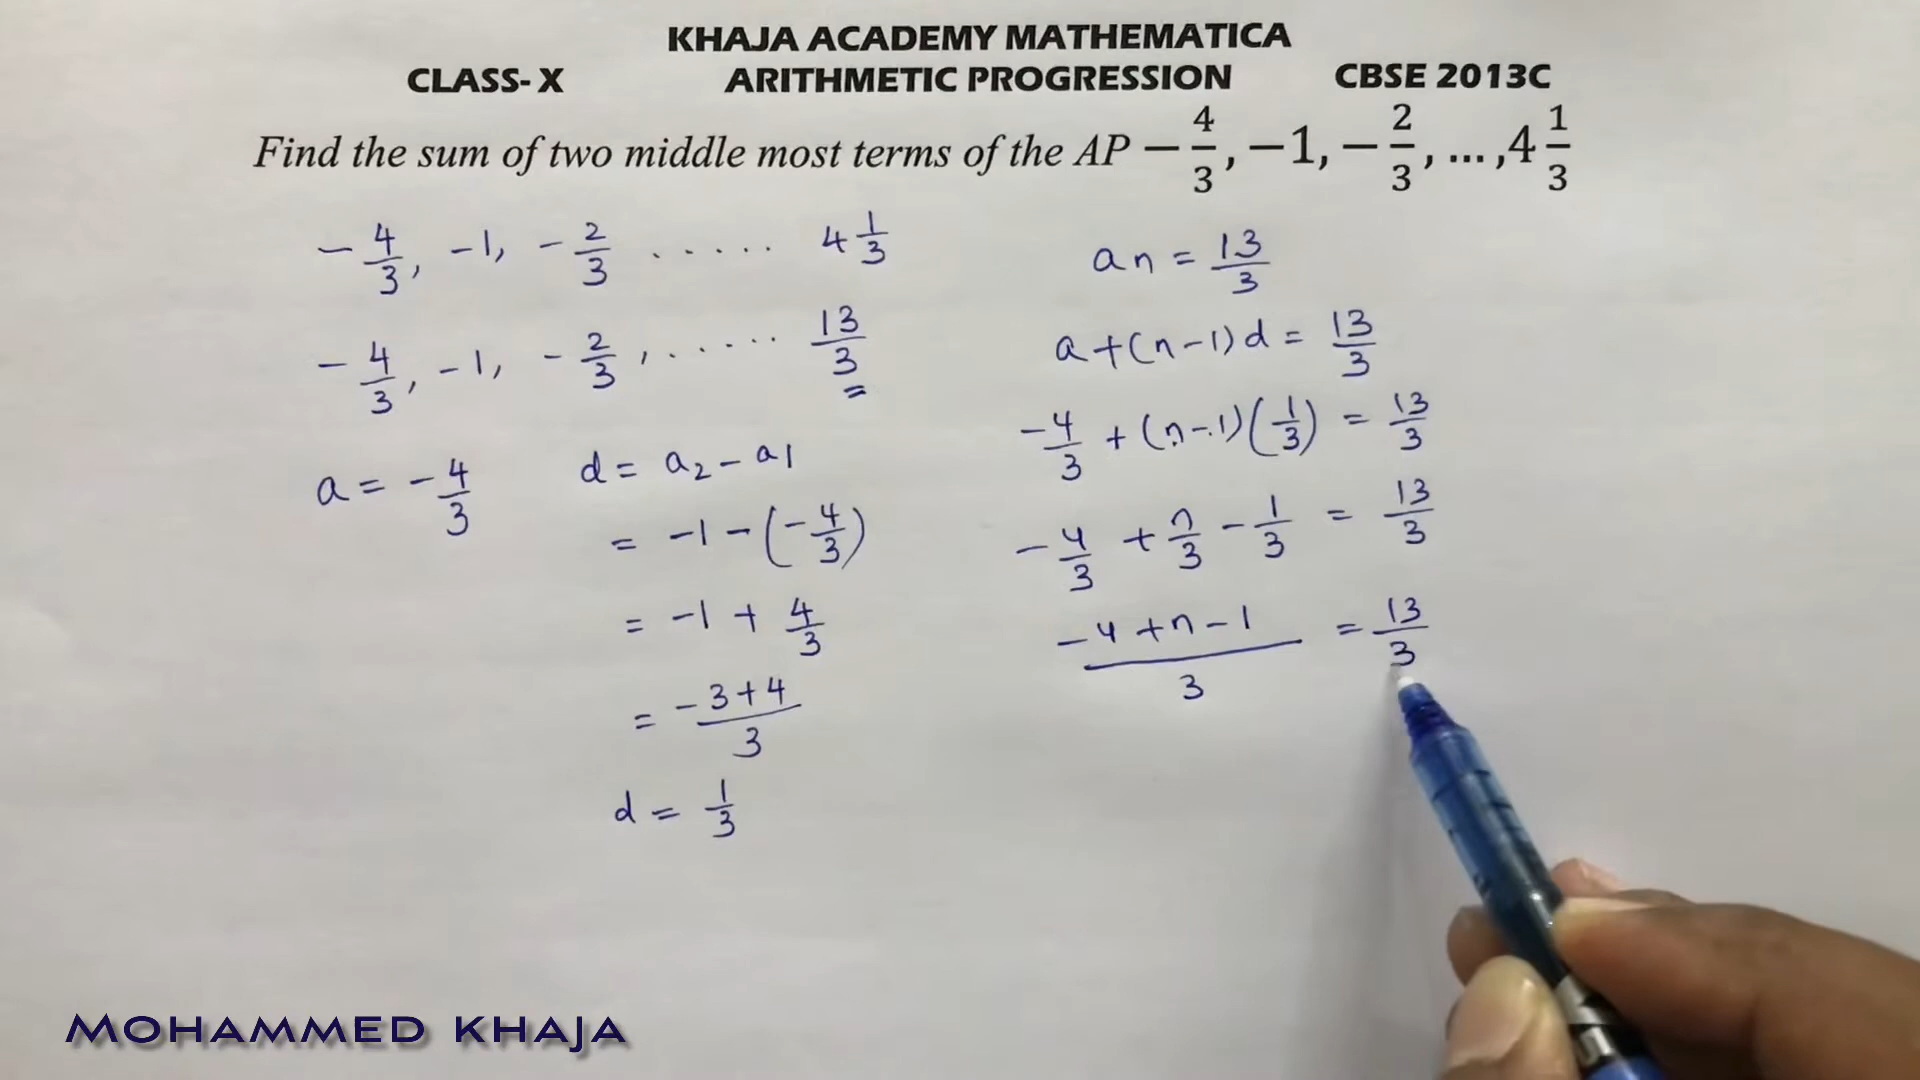 KHAJA ACADEMY MATHEMATICA
CLASS- X ARITHMETIC PROGRESSION CBSE 2013C
Find the sum of two middle most terms of the AP −4/3, −1, −2/3, ... , 4 1/3
-4/3, -1, -2/3 ..... 4 1/3
-4/3, -1, -2/3, ..... 13/3
a = -4/3
d = a2 - a1
= -1 - (-4/3)
= -1 + 4/3
= (-3+4)/3
d = 1/3
an = 13/3
a+(n-1)d = 13/3
-4/3 + (n-1)(1/3) = 13/3
-4/3 + n/3 - 1/3 = 13/3
(-4+n-1)/3 = 13/3
MOHAMMED KHAJA